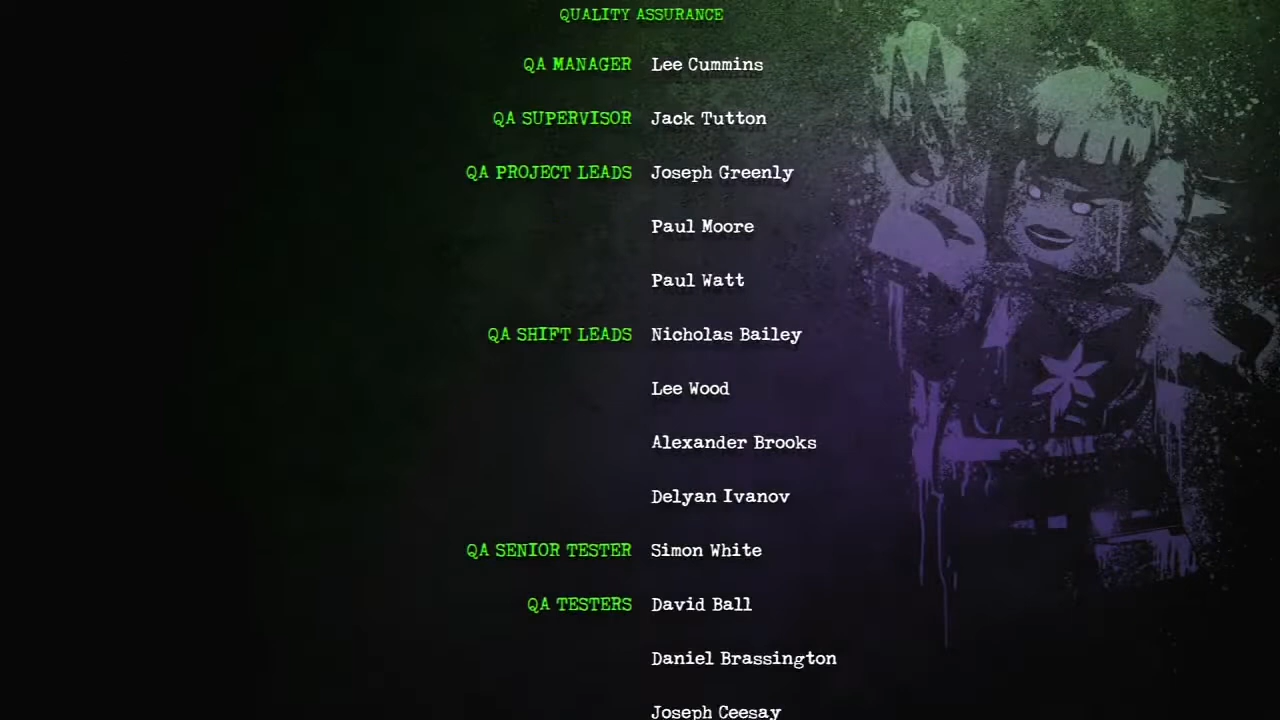 QUALITY ASSURANCE
QA MANAGER Lee Cummins
QA SUPERVISOR Jack Tutton
QA PROJECT LEADS Joseph Greenly
Paul Moore
Paul Watt
QA SHIFT LEADS Nicholas Bailey
Lee Wood
Alexander Brooks
Delyan Ivanov
QA SENIOR TESTER Simon White
QA TESTERS David Ball
Daniel Brassington
Joseph Ceesay